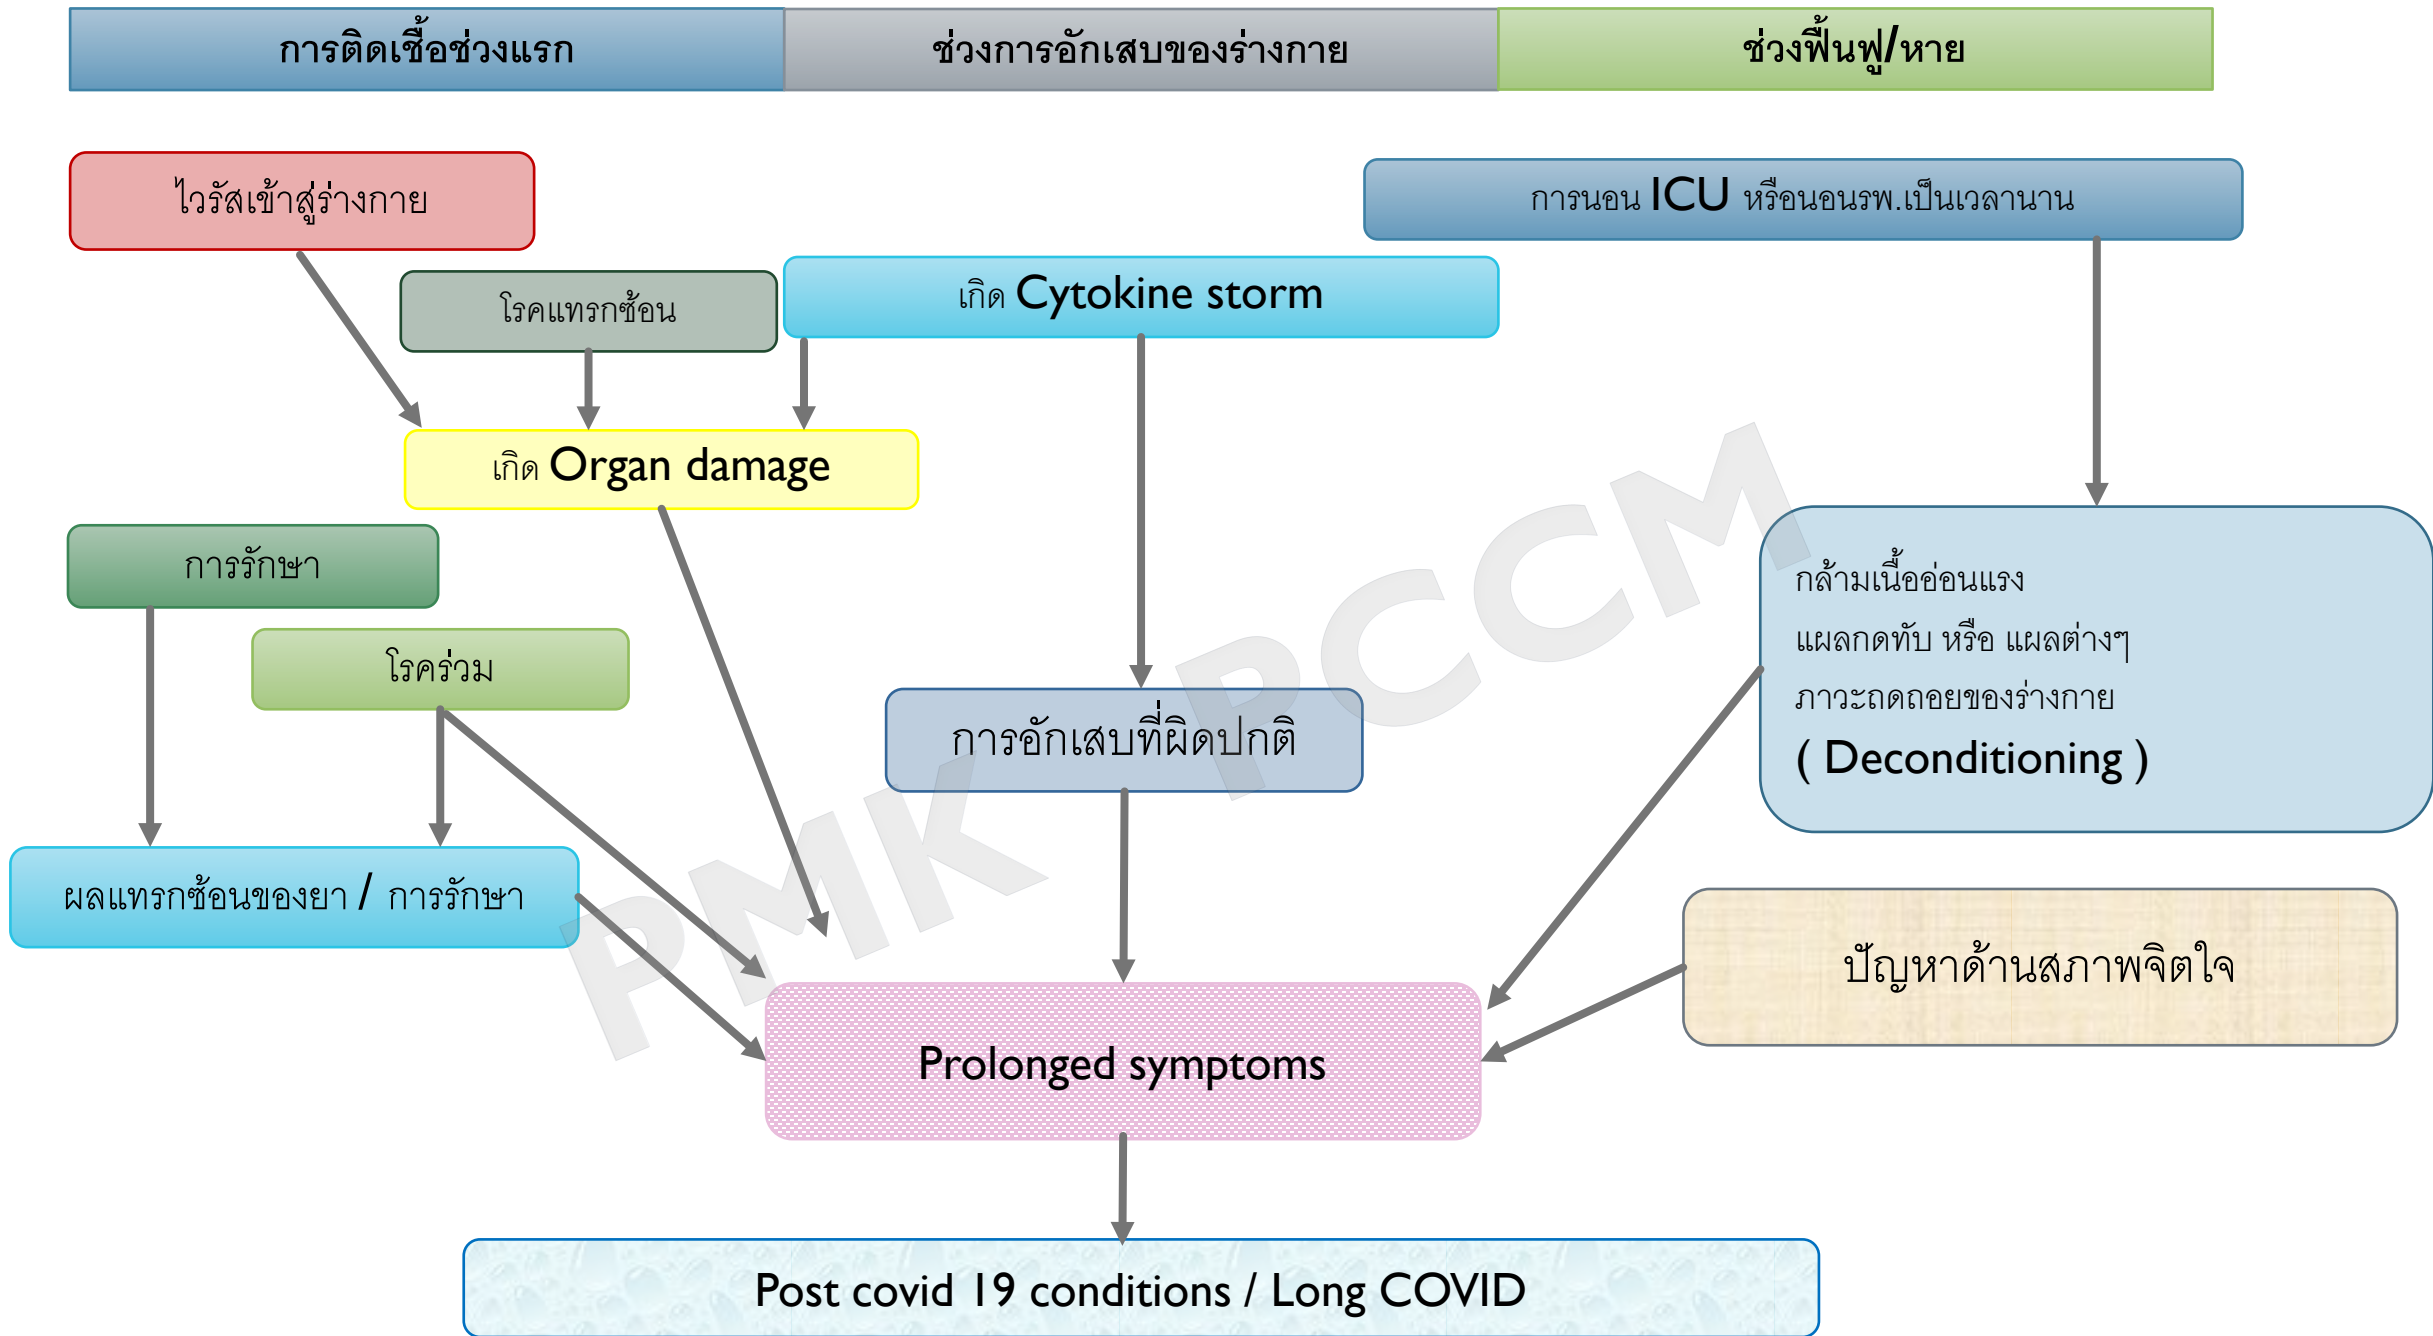 การติดเชื้อช่วงแรก
ช่วงการอักเสบของร่างกาย
ช่วงฟื้นฟู/หาย
ไวรัสเข้าสู่ร่างกาย
การนอน ICU หรือนอนรพ.เป็นเวลานาน
โรคแทรกซ้อน
เกิด Cytokine storm
เกิด Organ damage
การรักษา
โรคร่วม
กล้ามเนื้ออ่อนแรง
แผลกดทับ หรือ แผลต่างๆ
ภาวะถดถอยของร่างกาย
( Deconditioning )
การอักเสบที่ผิดปกติ
ผลแทรกซ้อนของยา / การรักษา
ปัญหาด้านสภาพจิตใจ
PMK PCCM
Prolonged symptoms
Post covid 19 conditions / Long COVID